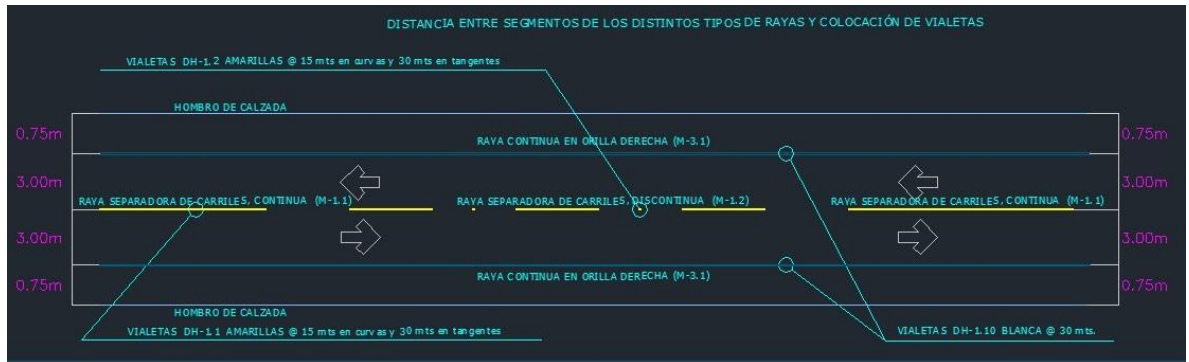 DISTANCIA ENTRE SEGMENTOS DE LOS DISTINTOS TIPOS DE RAYAS Y COLOCACIÓN DE VIALETAS
VIALETAS DH-1.2 AMARILLAS @ 15 mts en curvas y 30 mts en tangentes
HOMBRO DE CALZADA
0.75m
0.75m
RAYA CONTINUA EN ORILLA DERECHA (M-3.1)
3.00m
3.00m
RAYA SEPARADORA DE CARRILES, CONTINUA (M-1.1)
RAYA SEPARADORA DE CARRILES, DISCONTINUA (M-1.2)
RAYA SEPARADORA DE CARRILES, CONTINUA (M-1.1)
3.00m
3.00m
RAYA CONTINUA EN ORILLA DERECHA (M-3.1)
0.75m
0.75m
HOMBRO DE CALZADA
VIALETAS DH-1.1 AMARILLAS @ 15 mts en curvas y 30 mts en tangentes
VIALETAS DH-1.10 BLANCA @ 30 mts.